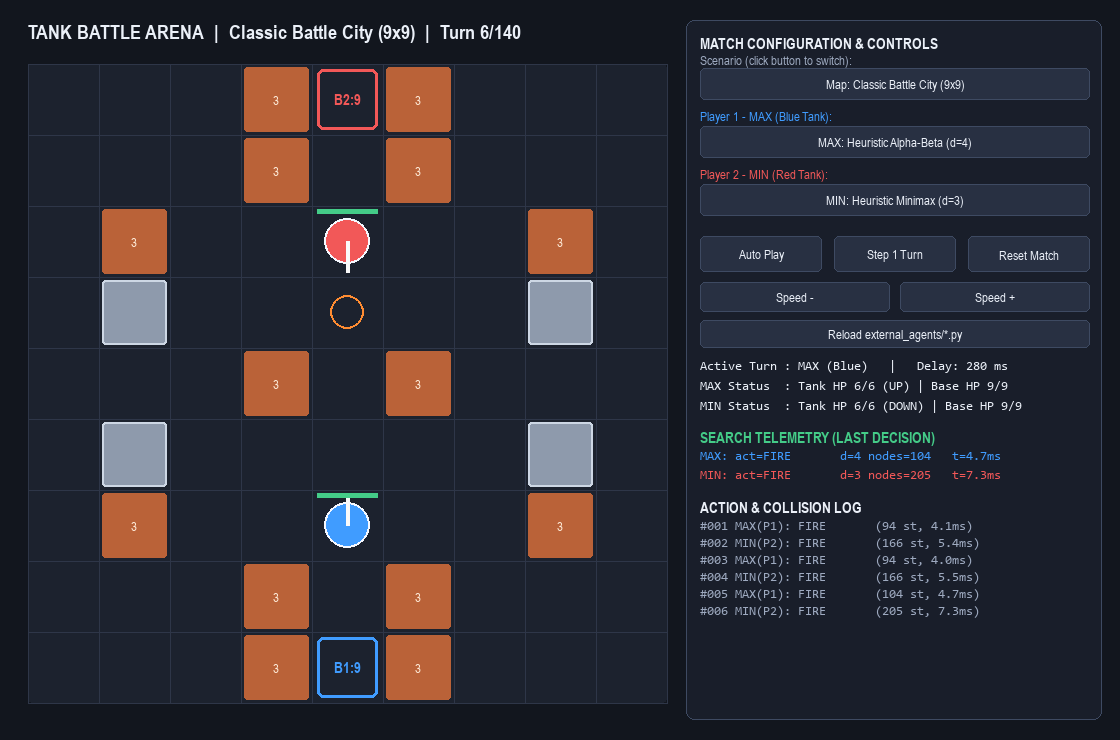 TANK BATTLE ARENA | Classic Battle City (9x9) | Turn 6/140
3 B2:9 3
3 3
3 3
3 3
3 3
3 3
3 B1:9 3
MATCH CONFIGURATION & CONTROLS
Scenario (click button to switch):
Map: Classic Battle City (9x9)
Player 1 - MAX (Blue Tank):
MAX: Heuristic Alpha-Beta (d=4)
Player 2 - MIN (Red Tank):
MIN: Heuristic Minimax (d=3)
Auto Play Step 1 Turn Reset Match
Speed - Speed +
Reload external_agents/*.py
Active Turn : MAX (Blue) | Delay: 280 ms
MAX Status : Tank HP 6/6 (UP) | Base HP 9/9
MIN Status : Tank HP 6/6 (DOWN) | Base HP 9/9
SEARCH TELEMETRY (LAST DECISION)
MAX: act=FIRE d=4 nodes=104 t=4.7ms
MIN: act=FIRE d=3 nodes=205 t=7.3ms
ACTION & COLLISION LOG
#001 MAX(P1): FIRE (94 st, 4.1ms)
#002 MIN(P2): FIRE (166 st, 5.4ms)
#003 MAX(P1): FIRE (94 st, 4.0ms)
#004 MIN(P2): FIRE (166 st, 5.5ms)
#005 MAX(P1): FIRE (104 st, 4.7ms)
#006 MIN(P2): FIRE (205 st, 7.3ms)